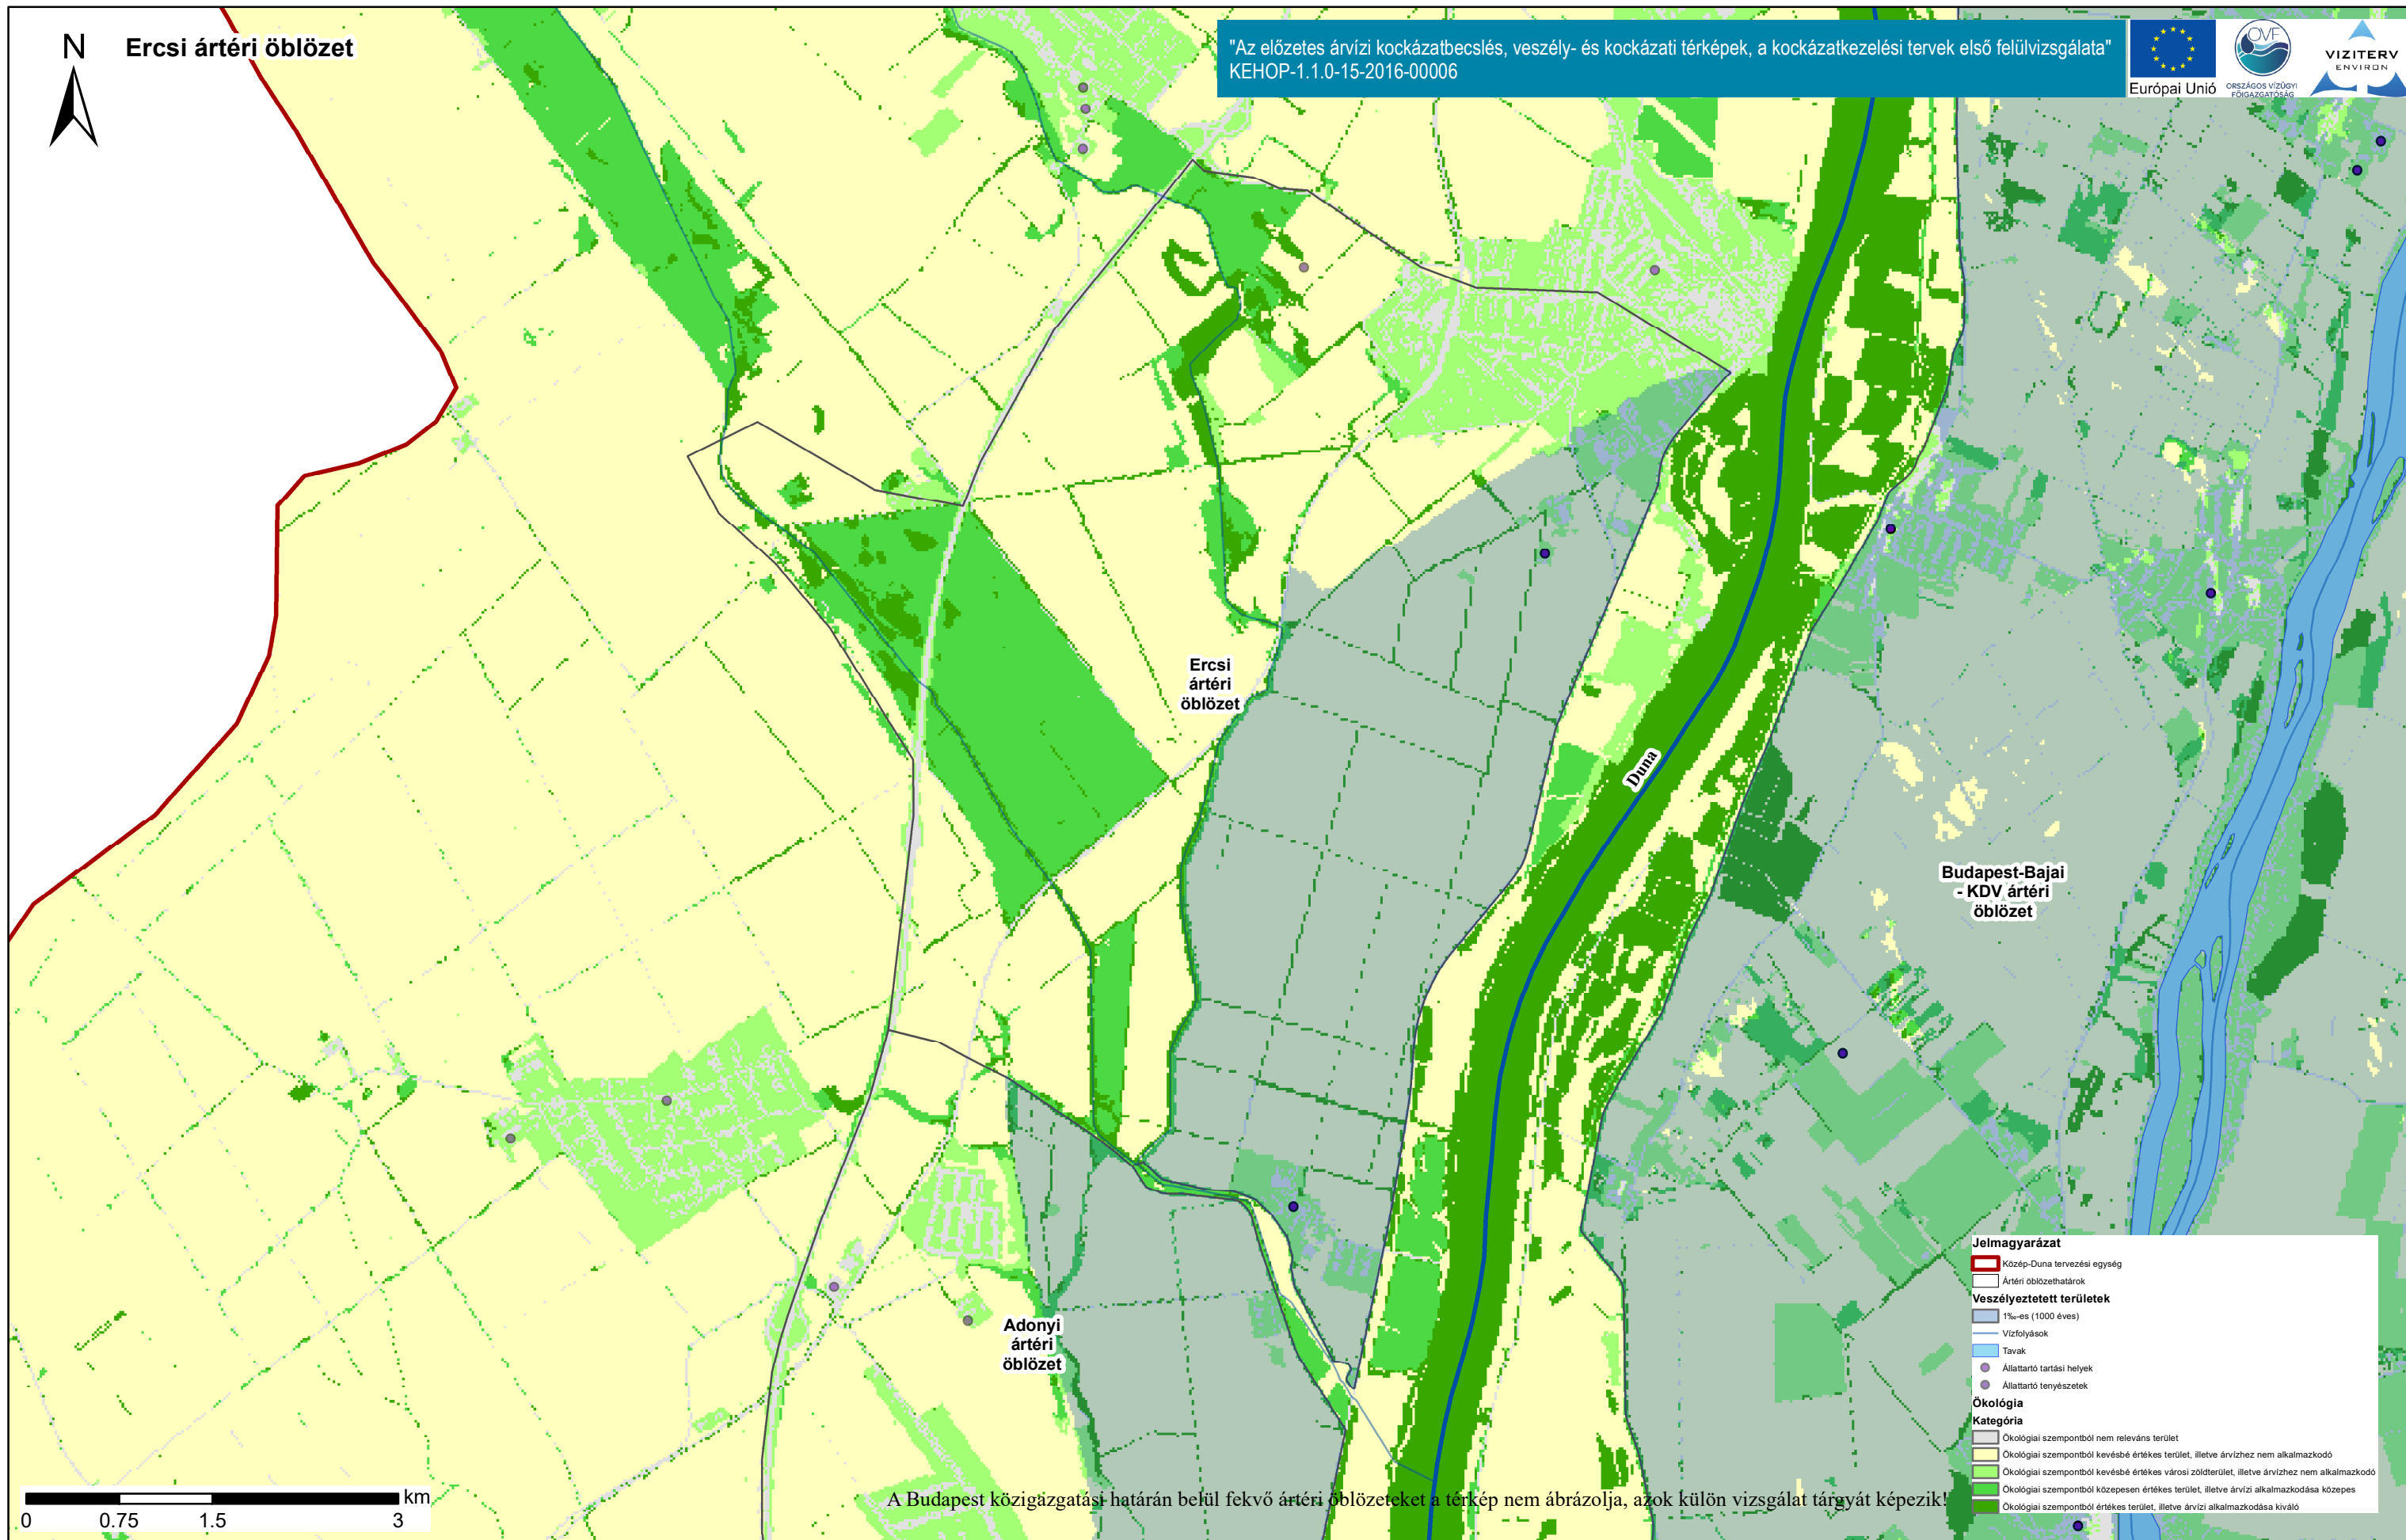 N
Ercsi ártéri öblözet
"Az előzetes árvízi kockázatbecslés, veszély- és kockázati térképek, a kockázatkezelési tervek első felülvizsgálata"
KEHOP-1.1.0-15-2016-00006
Európai Unió
OVF
ORSZÁGOS VÍZÜGYI
FŐIGAZGATÓSÁG
VIZITERV
ENVIRON
Ercsi
ártéri
öblözet
Duna
Budapest-Bajai
- KDV ártéri
öblözet
Adonyi
ártéri
öblözet
Jelmagyarázat
Közép-Duna tervezési egység
Ártéri öblözethatárok
Veszélyeztetett területek
1‰-es (1000 éves)
Vízfolyások
Tavak
Állattartó tartási helyek
Állattartó tenyészetek
Ökológia
Kategória
Ökológiai szempontból nem releváns terület
Ökológiai szempontból kevésbé értékes terület, illetve árvízhez nem alkalmazkodó
Ökológiai szempontból kevésbé értékes városi zöldterület, illetve árvízhez nem alkalmazkodó
Ökológiai szempontból közepesen értékes terület, illetve árvízi alkalmazkodása közepes
Ökológiai szempontból értékes terület, illetve árvízi alkalmazkodása kiváló
km
0 0.75 1.5 3
A Budapest közigazgatási határán belül fekvő ártéri öblözeteket a térkép nem ábrázolja, azok külön vizsgálat tárgyát képezik!